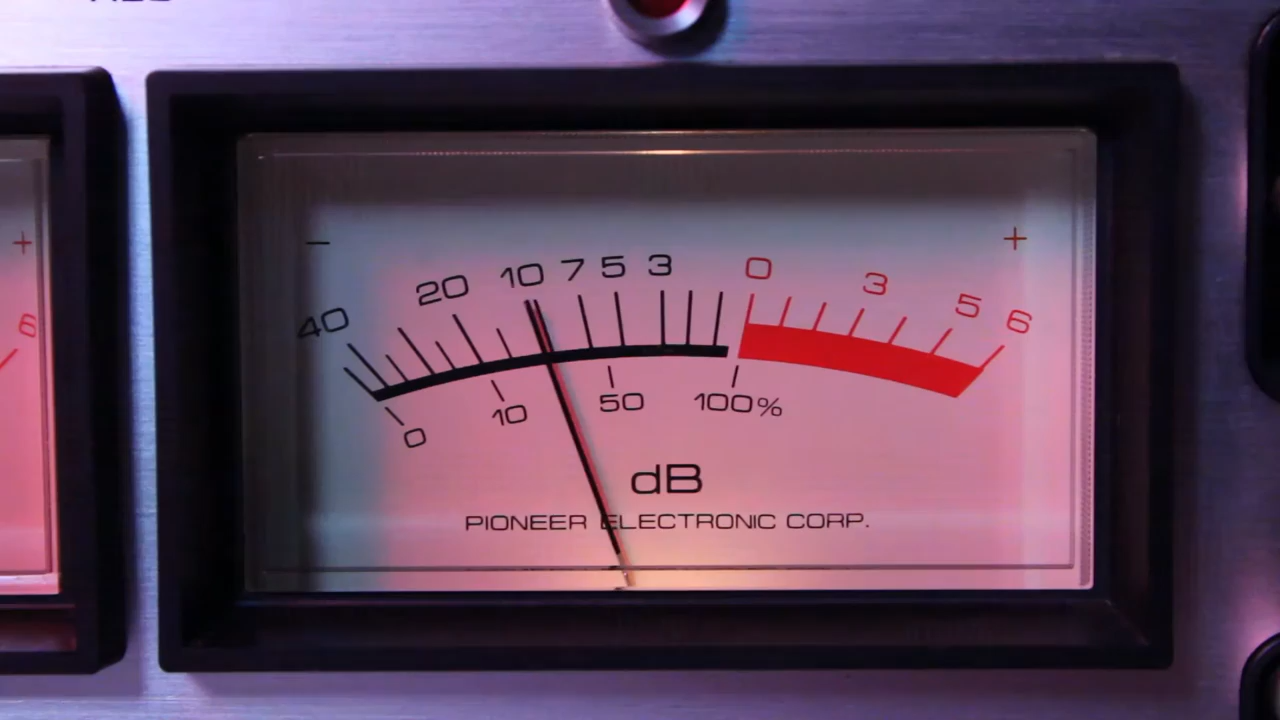 − +
40 20 10 7 5 3 0 3 5 6
0 10 50 100%
dB
PIONEER ELECTRONIC CORP.
+
6